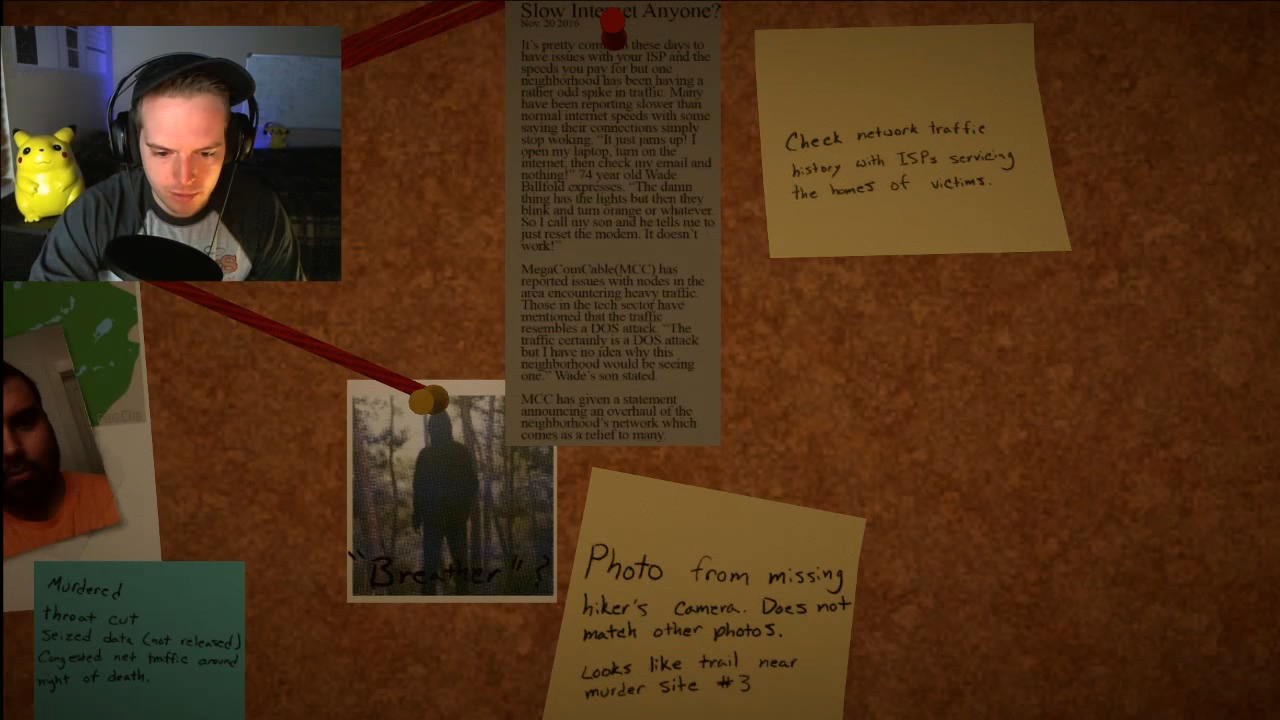 Slow Internet Anyone?
Nov. 20 2016
It's pretty common these days to
have issues with your ISP and the
speeds you pay for but one
neighborhood has been having a
rather odd spike in traffic. Many
have been reporting slower than
normal internet speeds with some
saying their connections simply
stop woking. "It just jams up! I
open my laptop, turn on the
internet, then check my email and
nothing!" 74 year old Wade
Billfold expresses. "The damn
thing has the lights but then they
blink and turn orange or whatever.
So I call my son and he tells me to
just reset the modem. It doesn't
work!"
MegaComCable(MCC) has
reported issues with nodes in the
area encountering heavy traffic.
Those in the tech sector have
mentioned that the traffic
resembles a DOS attack. "The
traffic certainly is a DOS attack
but I have no idea why this
neighborhood would be seeing
one." Wade's son stated.
MCC has given a statement
announcing an overhaul of the
neighborhood's network which
comes as a relief to many.
Check network traffic
history with ISPs servicing
the homes of victims.
"Breather"?
Photo from missing
hiker's camera. Does not
match other photos.
Looks like trail near
murder site #3
Murdered
throat cut
Seized data (not released)
Congested net traffic around
night of death.